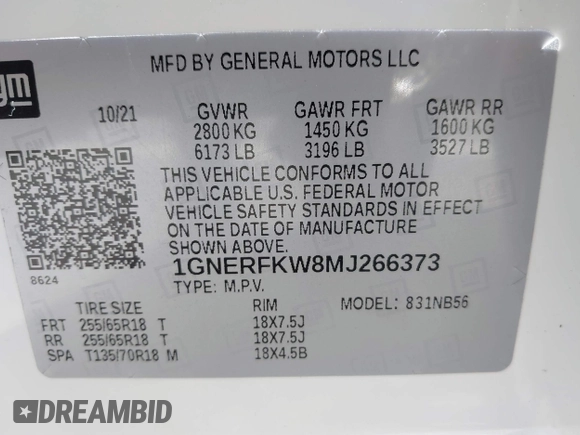 gm
MFD BY GENERAL MOTORS LLC
10/21 GVWR GAWR FRT GAWR RR
2800 KG 1450 KG 1600 KG
6173 LB 3196 LB 3527 LB
THIS VEHICLE CONFORMS TO ALL
APPLICABLE U.S. FEDERAL MOTOR
VEHICLE SAFETY STANDARDS IN EFFECT
ON THE DATE OF MANUFACTURE
SHOWN ABOVE.
8624
1GNERFKW8MJ266373
TYPE: M.P.V.
TIRE SIZE RIM MODEL: 831NB56
FRT 255/65R18 T 18X7.5J
RR 255/65R18 T 18X7.5J
SPA T135/70R18 M 18X4.5B
DREAMBID